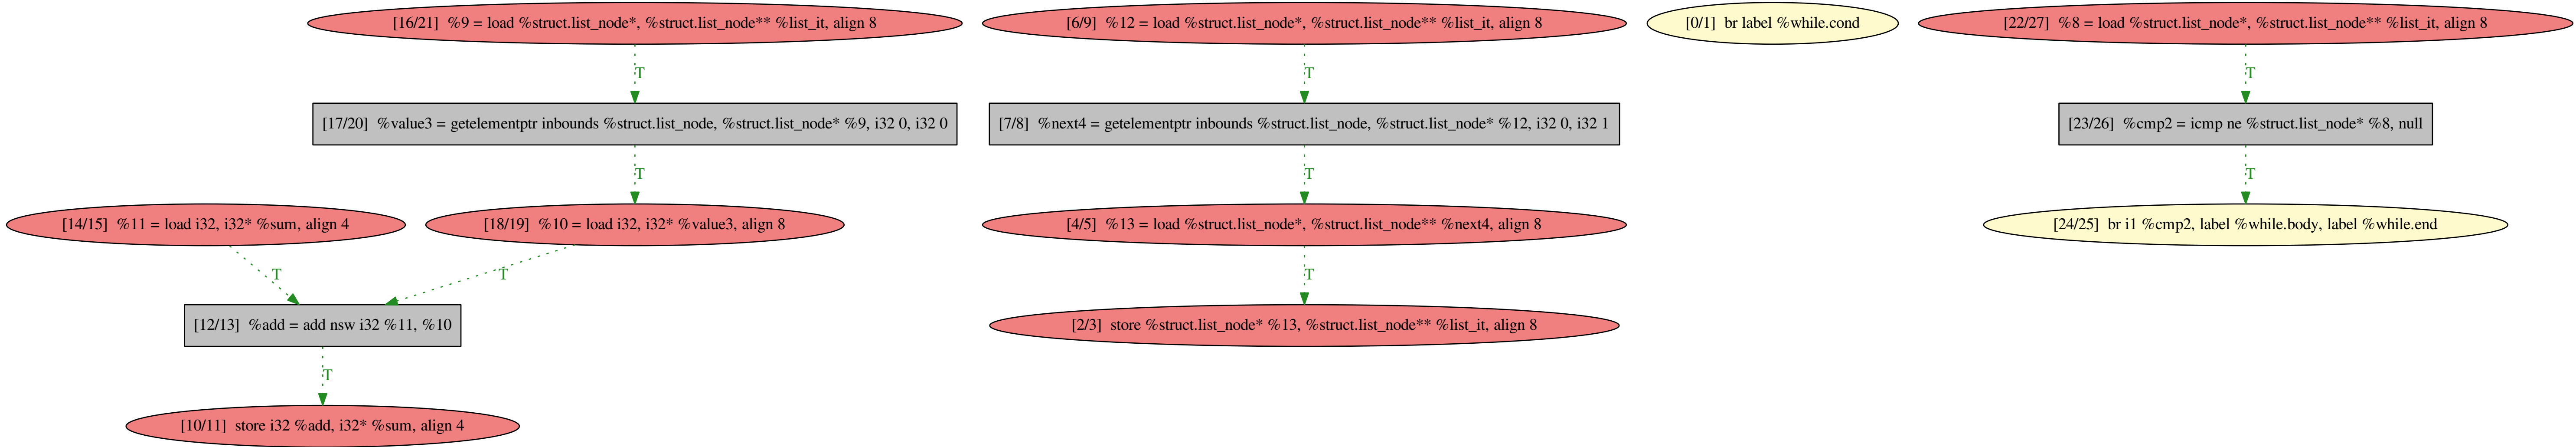 [16/21]  %9 = load %struct.list_node*, %struct.list_node** %list_it, align 8
[6/9]  %12 = load %struct.list_node*, %struct.list_node** %list_it, align 8
[0/1]  br label %while.cond
[22/27]  %8 = load %struct.list_node*, %struct.list_node** %list_it, align 8
T
T
T
[17/20]  %value3 = getelementptr inbounds %struct.list_node, %struct.list_node* %9, i32 0, i32 0
[7/8]  %next4 = getelementptr inbounds %struct.list_node, %struct.list_node* %12, i32 0, i32 1
[23/26]  %cmp2 = icmp ne %struct.list_node* %8, null
T
T
T
[14/15]  %11 = load i32, i32* %sum, align 4
[18/19]  %10 = load i32, i32* %value3, align 8
[4/5]  %13 = load %struct.list_node*, %struct.list_node** %next4, align 8
[24/25]  br i1 %cmp2, label %while.body, label %while.end
T
T
T
[12/13]  %add = add nsw i32 %11, %10
[2/3]  store %struct.list_node* %13, %struct.list_node** %list_it, align 8
T
[10/11]  store i32 %add, i32* %sum, align 4